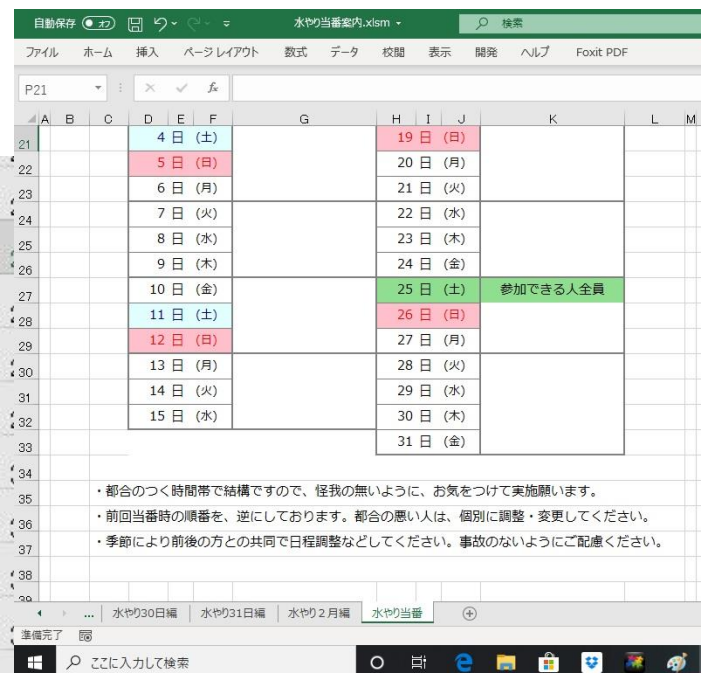 自動保存 オフ 水やり当番案内.xlsm 検索
ファイル ホーム 挿入 ページ レイアウト 数式 データ 校閲 表示 開発 ヘルプ Foxit PDF
P21 fx
A B C D E F G H I J K L M
21 4 日 (土) 19 日 (日)
22 5 日 (日) 20 日 (月)
23 6 日 (月) 21 日 (火)
24 7 日 (火) 22 日 (水)
25 8 日 (水) 23 日 (木)
26 9 日 (木) 24 日 (金)
27 10 日 (金) 25 日 (土) 参加できる人全員
28 11 日 (土) 26 日 (日)
29 12 日 (日) 27 日 (月)
30 13 日 (月) 28 日 (火)
31 14 日 (火) 29 日 (水)
32 15 日 (水) 30 日 (木)
33 31 日 (金)
34
35 ・都合のつく時間帯で結構ですので、怪我の無いように、お気をつけて実施願います。
36 ・前回当番時の順番を、逆にしております。都合の悪い人は、個別に調整・変更してください。
37 ・季節により前後の方との共同で日程調整などしてください。事故のないようにご配慮ください。
38
39
... 水やり30日編 水やり31日編 水やり2月編 水やり当番
準備完了
ここに入力して検索